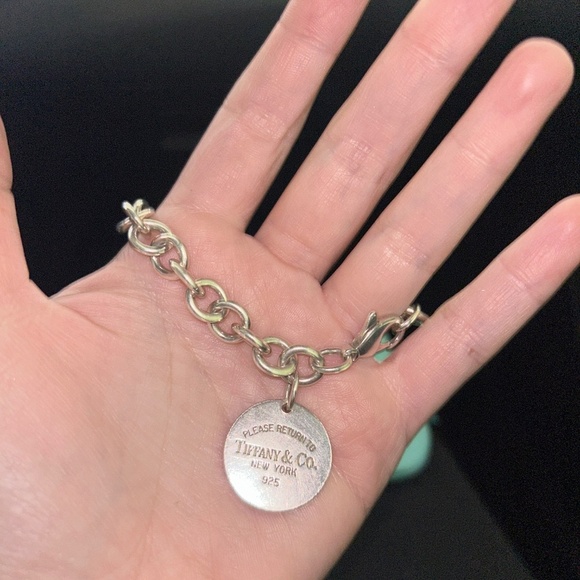 PLEASE RETURN TO
TIFFANY & CO.
NEW YORK
925